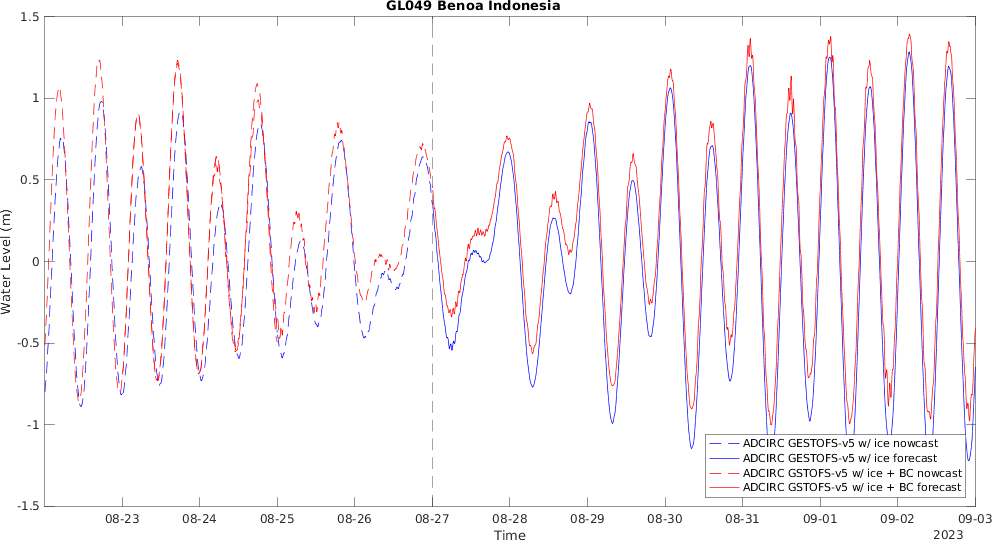 GL049 Benoa Indonesia
1.5
1
0.5
0
-0.5
-1
-1.5
Water Level (m)
ADCIRC GESTOFS-v5 w/ ice nowcast
ADCIRC GESTOFS-v5 w/ ice forecast
ADCIRC GSTOFS-v5 w/ ice + BC nowcast
ADCIRC GSTOFS-v5 w/ ice + BC forecast
08-23 08-24 08-25 08-26 08-27 08-28 08-29 08-30 08-31 09-01 09-02 09-03
Time
2023